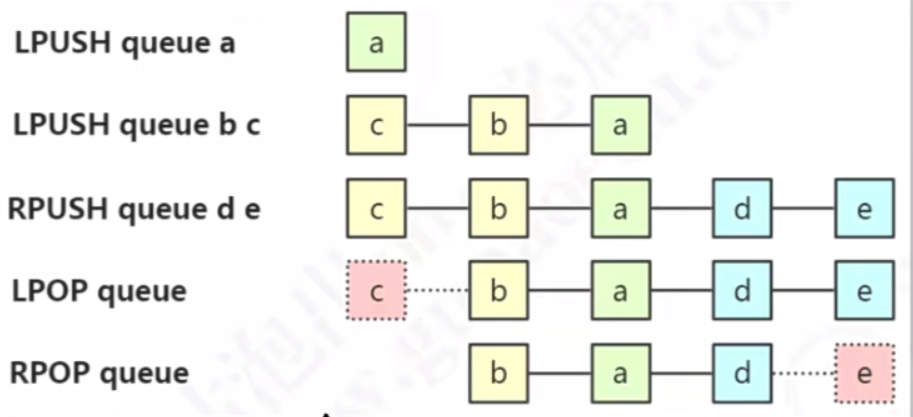 LPUSH queue a a
LPUSH queue b c c b a
RPUSH queue d e c b a d e
LPOP queue c b a d e
RPOP queue b a d e